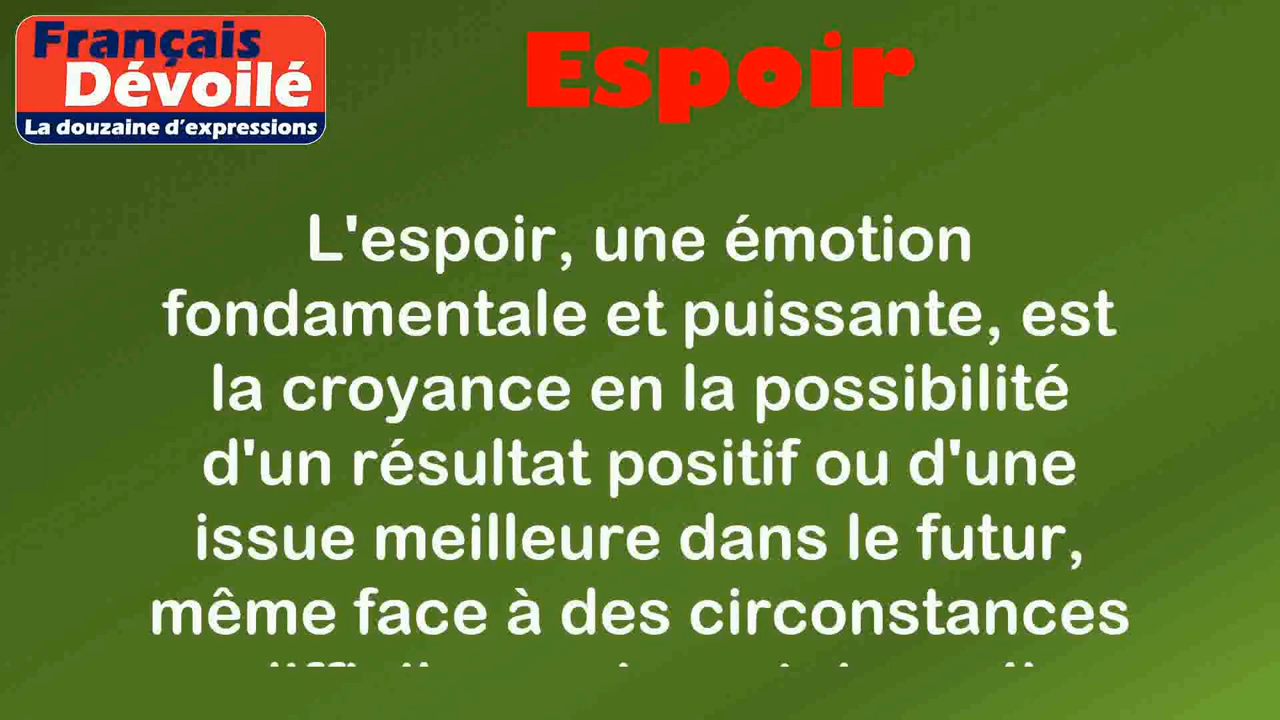 Français
Dévoilé
La douzaine d'expressions
Espoir
L'espoir, une émotion
fondamentale et puissante, est
la croyance en la possibilité
d'un résultat positif ou d'une
issue meilleure dans le futur,
même face à des circonstances